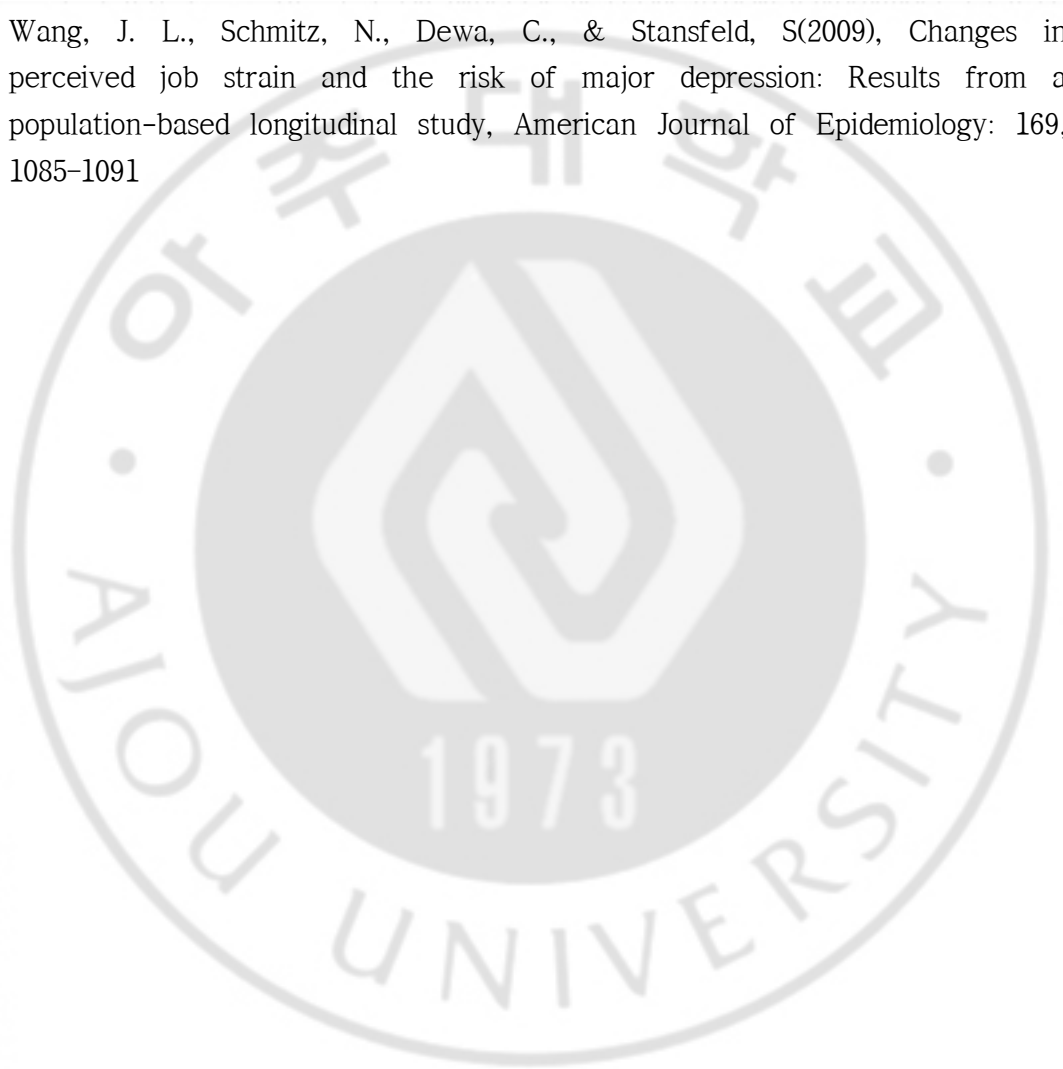 Wang, J. L., Schmitz, N., Dewa, C., & Stansfeld, S(2009), Changes in
perceived job strain and the risk of major depression: Results from a
population-based longitudinal study, American Journal of Epidemiology: 169,
1085-1091
아주대학교
1973
AJOU UNIVERSITY